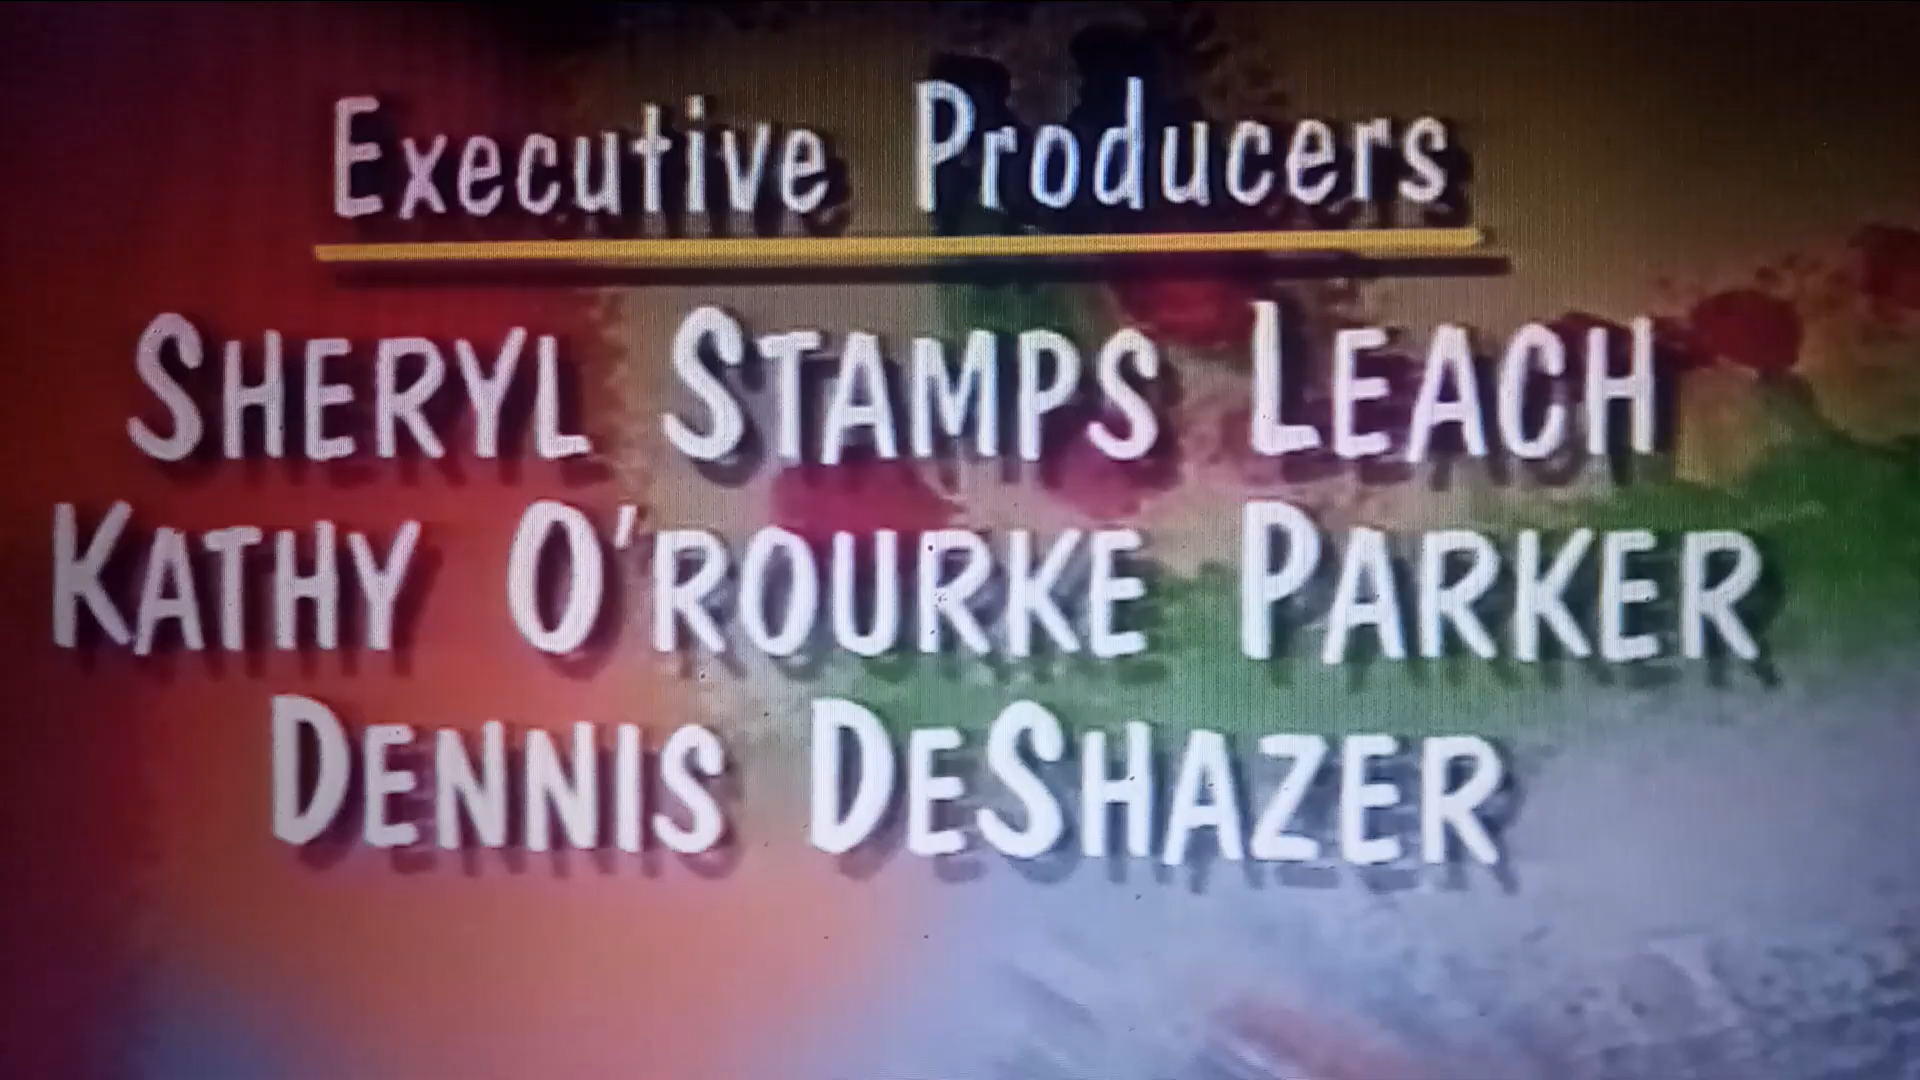 Executive Producers
SHERYL STAMPS LEACH
KATHY O'ROURKE PARKER
DENNIS DESHAZER